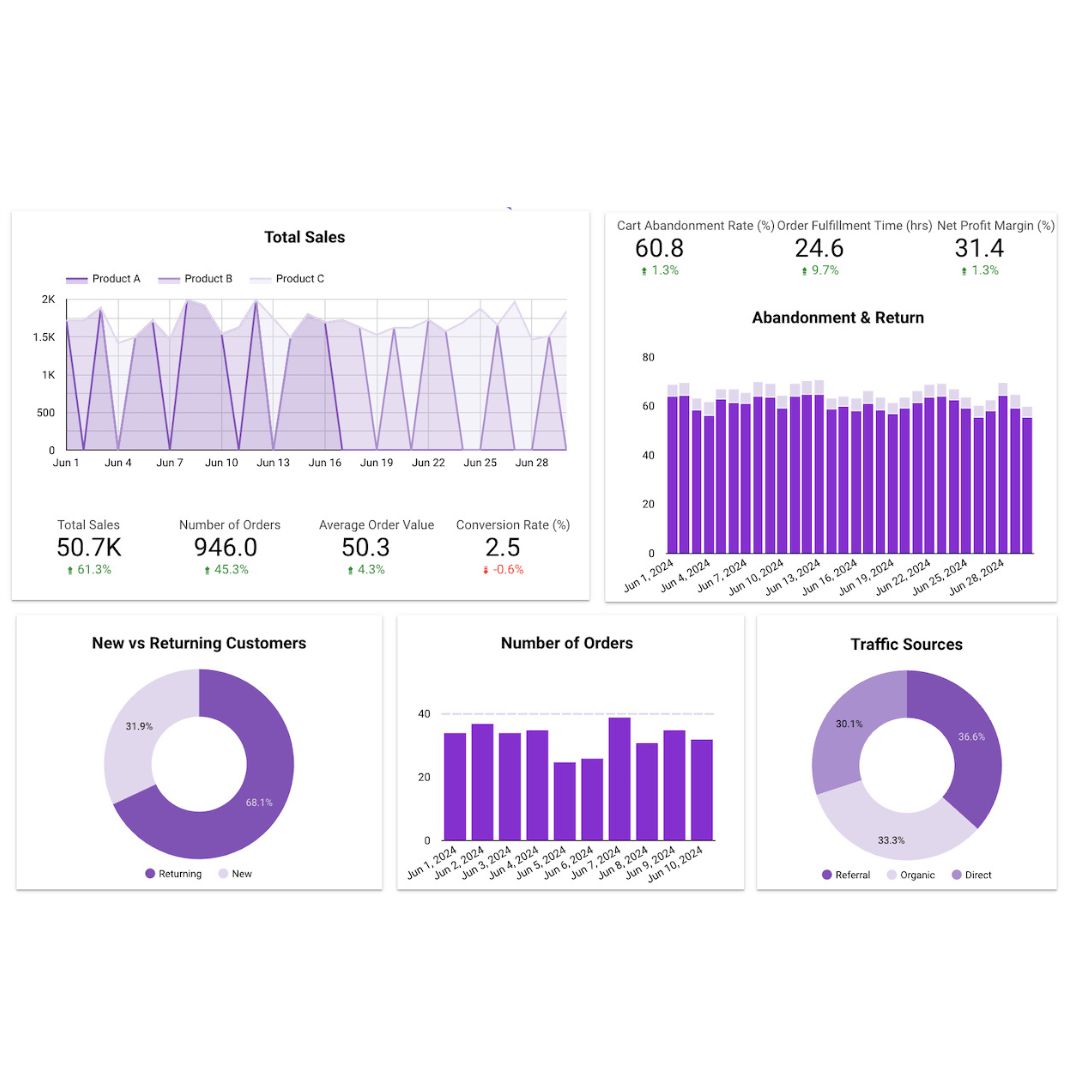 Total Sales
Product A Product B Product C
2K
1.5K
1K
500
0
Jun 1 Jun 4 Jun 7 Jun 10 Jun 13 Jun 16 Jun 19 Jun 22 Jun 25 Jun 28
Total Sales Number of Orders Average Order Value Conversion Rate (%)
50.7K 946.0 50.3 2.5
61.3% 45.3% 4.3% -0.6%
Cart Abandonment Rate (%) Order Fulfillment Time (hrs) Net Profit Margin (%)
60.8 24.6 31.4
1.3% 9.7% 1.3%
Abandonment & Return
80
60
40
20
0
Jun 1, 2024 Jun 4, 2024 Jun 7, 2024 Jun 10, 2024 Jun 13, 2024 Jun 16, 2024 Jun 19, 2024 Jun 22, 2024 Jun 25, 2024 Jun 28, 2024
New vs Returning Customers
31.9%
68.1%
Returning New
Number of Orders
40
20
0
Jun 1, 2024 Jun 2, 2024 Jun 3, 2024 Jun 4, 2024 Jun 5, 2024 Jun 6, 2024 Jun 7, 2024 Jun 8, 2024 Jun 9, 2024 Jun 10, 2024
Traffic Sources
30.1%
36.6%
33.3%
Referral Organic Direct